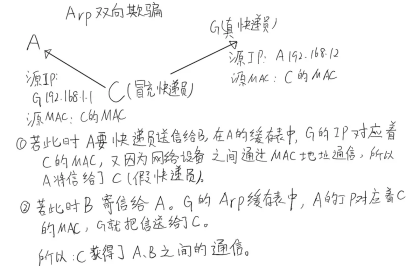 Arp 双向欺骗
G(真快递员)
A
源IP:
G 192.168.1.1
源MAC: C的MAC
C(冒充快递员)
源IP: A 192.168.1.2
源MAC: C的MAC
①若此时A要快递员送信给B,在A的缓存表中,G的IP对应着
C的MAC,又因为网络设备之间通过MAC地址通信,所以
A将信给了C(假快递员).
②若此时B寄信给A。G的Arp缓存表中,A的IP对应着C
的MAC,G就把信送给了C。
所以:C获得了A.B之间的通信。